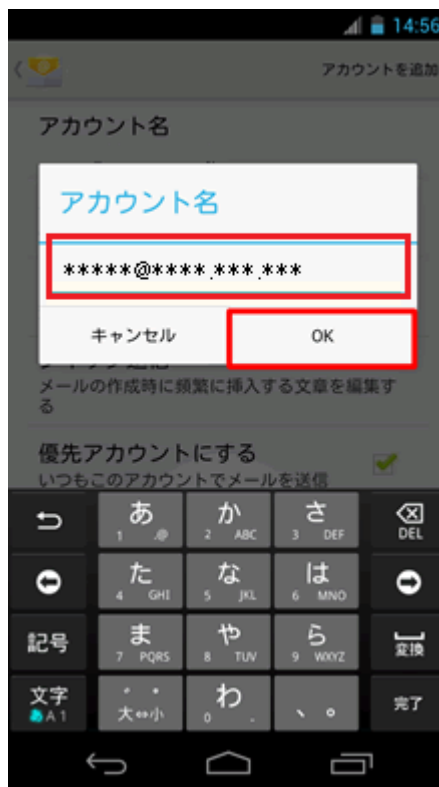 14:56
アカウントを追加
アカウント名
アカウント名
*****@****.***.***
キャンセル
OK
メールの作成時に頻繁に挿入する文章を編集す
る
優先アカウントにする
いつもこのアカウントでメールを送信
あ
か
さ
DEL
1 .@
2 ABC
3 DEF
た
な
は
4 GHI
5 JKL
6 MNO
記号
ま
や
ら
変換
7 PQRS
8 TUV
9 WXYZ
文字
あA1
゛゜
大⇔小
わ
0 .
、。
完了